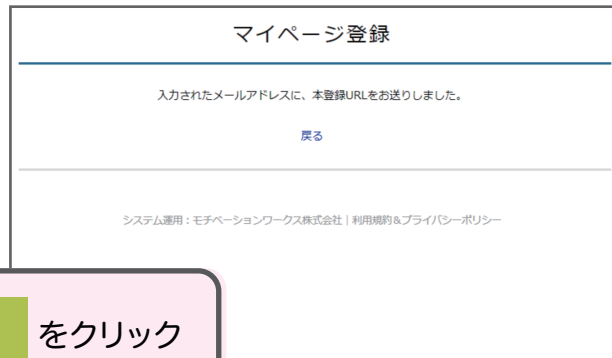 マイページ登録
入力されたメールアドレスに、本登録URLをお送りしました。
戻る
システム運用：モチベーションワークス株式会社｜利用規約＆プライバシーポリシー
をクリック